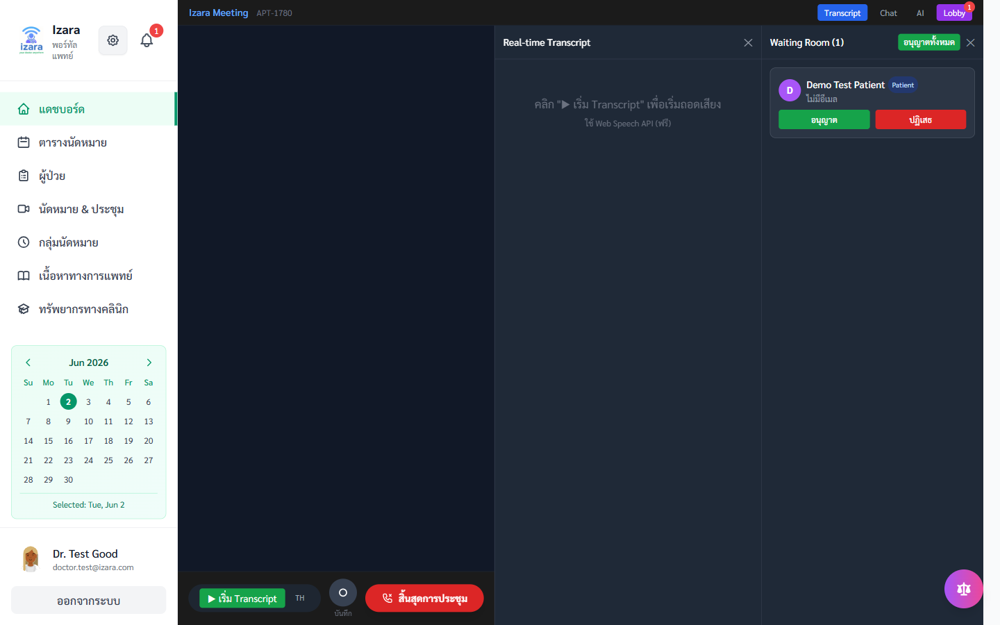 Izara
พอร์ทัล
แพทย์
izara
1
แดชบอร์ด
ตารางนัดหมาย
ผู้ป่วย
นัดหมาย & ประชุม
กลุ่มนัดหมาย
เนื้อหาทางการแพทย์
ทรัพยากรทางคลินิก
Jun 2026
Su Mo Tu We Th Fr Sa
1 2 3 4 5 6
7 8 9 10 11 12 13
14 15 16 17 18 19 20
21 22 23 24 25 26 27
28 29 30
Selected: Tue, Jun 2
Dr. Test Good
doctor.test@izara.com
ออกจากระบบ
Izara Meeting APT-1780
Transcript Chat AI Lobby 1
Real-time Transcript
คลิก "▶ เริ่ม Transcript" เพื่อเริ่มถอดเสียง
ใช้ Web Speech API (ฟรี)
Waiting Room (1) อนุญาตทั้งหมด
D
Demo Test Patient Patient
ไม่มีอีเมล
อนุญาต ปฏิเสธ
▶ เริ่ม Transcript TH
บันทึก
สิ้นสุดการประชุม